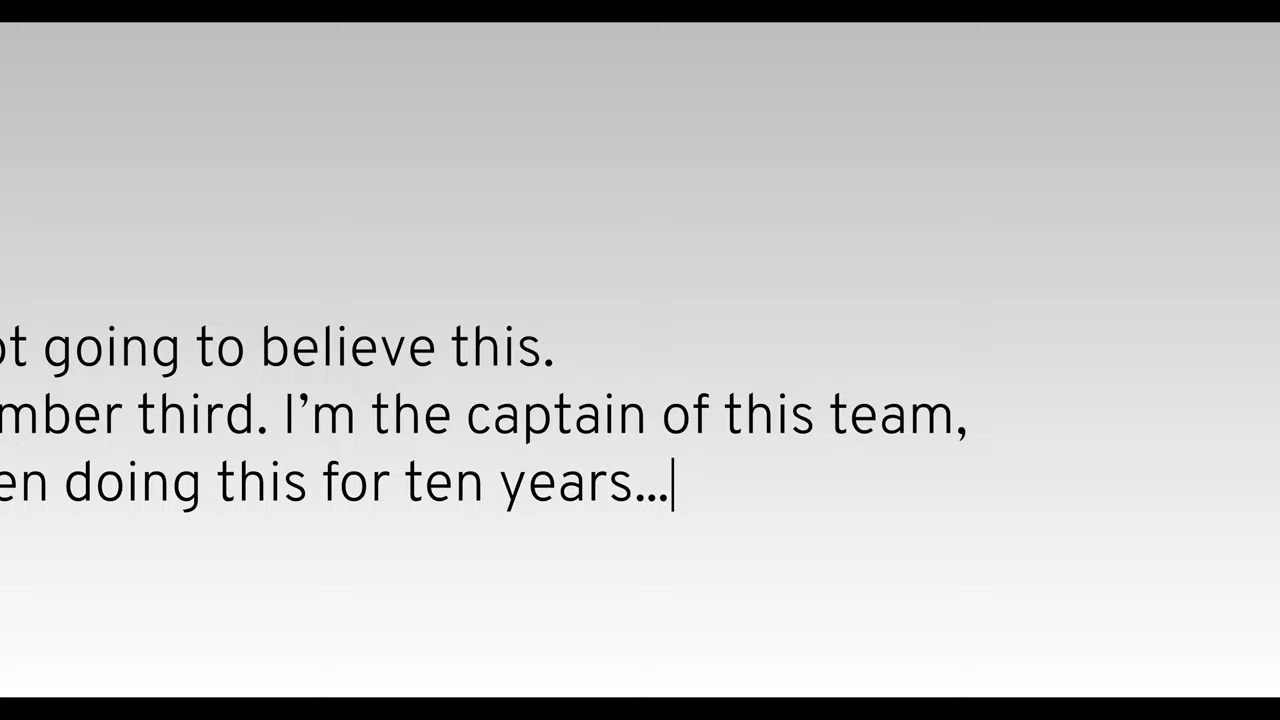 ot going to believe this.
mber third. I’m the captain of this team,
en doing this for ten years...